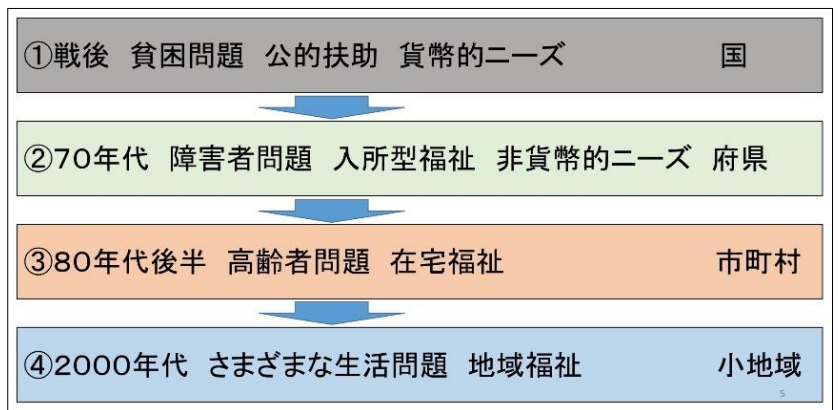 ①戦後 貧困問題 公的扶助 貨幣的ニーズ 国
②70年代 障害者問題 入所型福祉 非貨幣的ニーズ 府県
③80年代後半 高齢者問題 在宅福祉 市町村
④2000年代 さまざまな生活問題 地域福祉 小地域
5